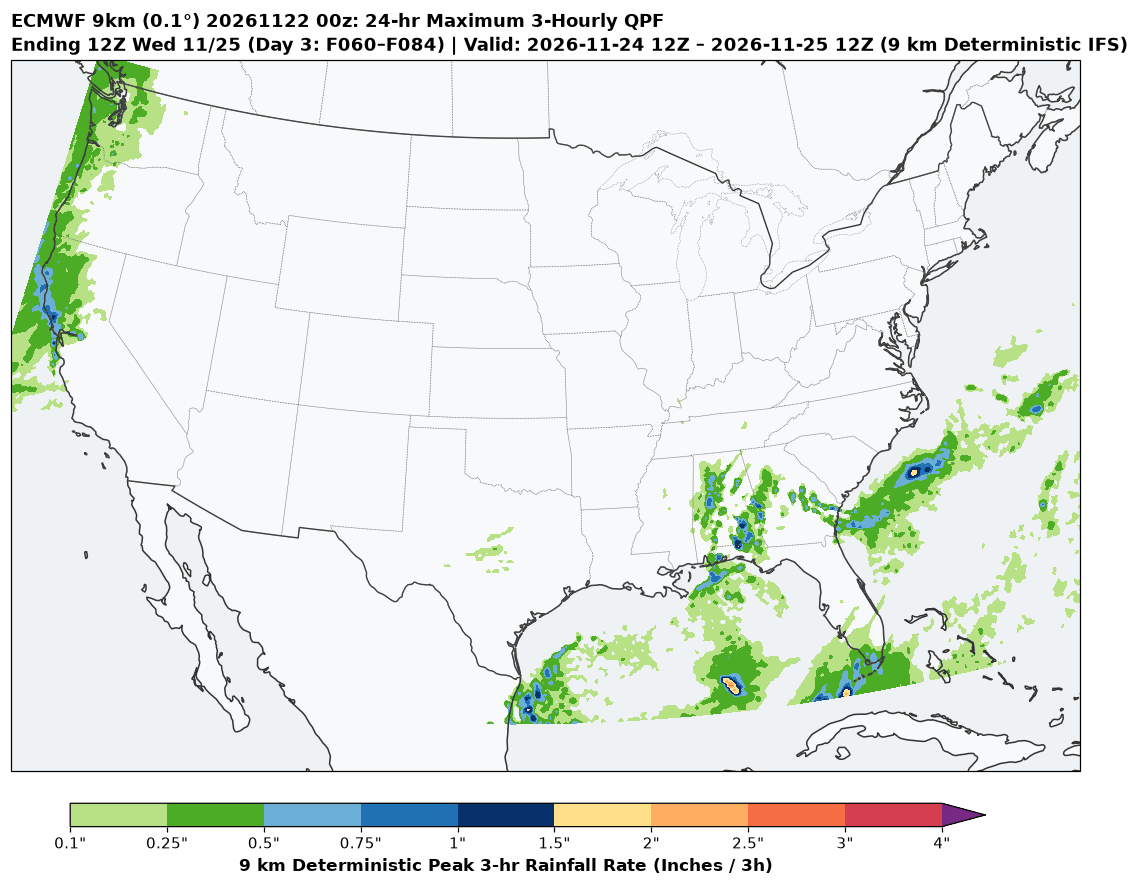 ECMWF 9km (0.1°) 20261122 00z: 24-hr Maximum 3-Hourly QPF
Ending 12Z Wed 11/25 (Day 3: F060–F084) | Valid: 2026-11-24 12Z – 2026-11-25 12Z (9 km Deterministic IFS)
0.1" 0.25" 0.5" 0.75" 1" 1.5" 2" 2.5" 3" 4"
9 km Deterministic Peak 3-hr Rainfall Rate (Inches / 3h)